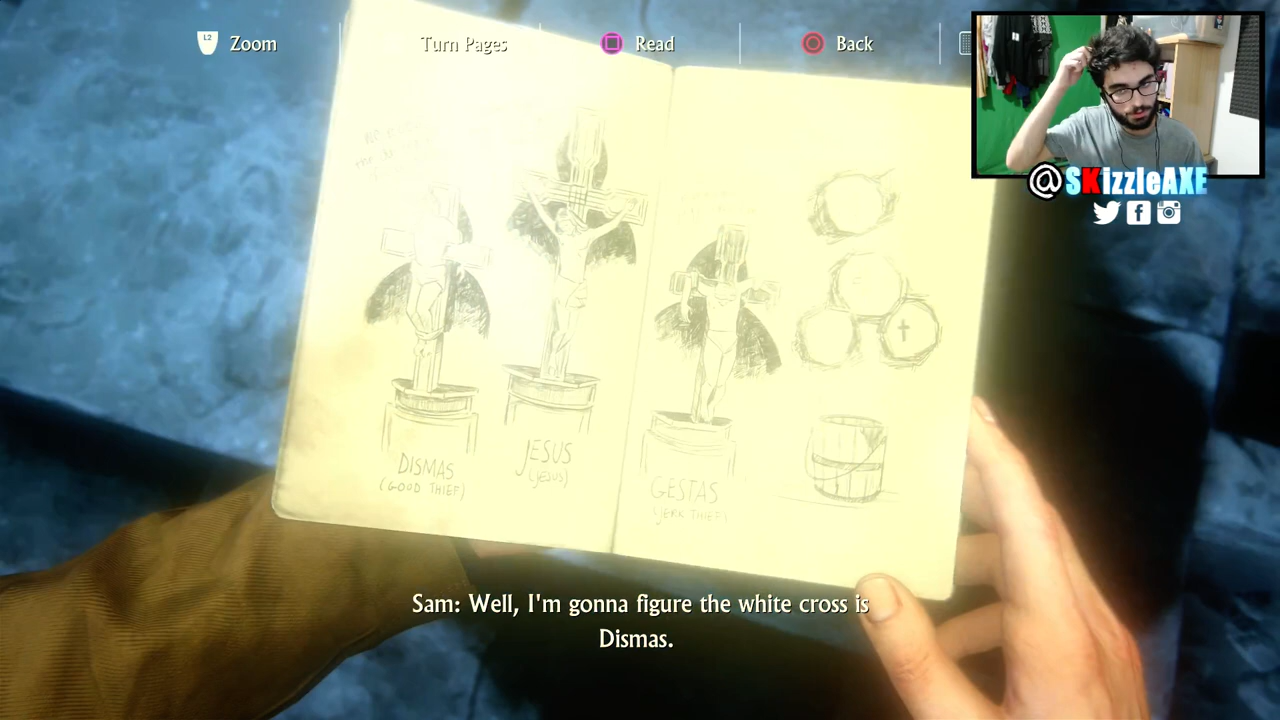 L2 Zoom
Turn Pages
Read
Back
@SKizzleAXE
DISMAS
(GOOD THIEF)
JESUS
(JESUS)
GESTAS
(JERK THIEF)
Sam: Well, I'm gonna figure the white cross is
Dismas.